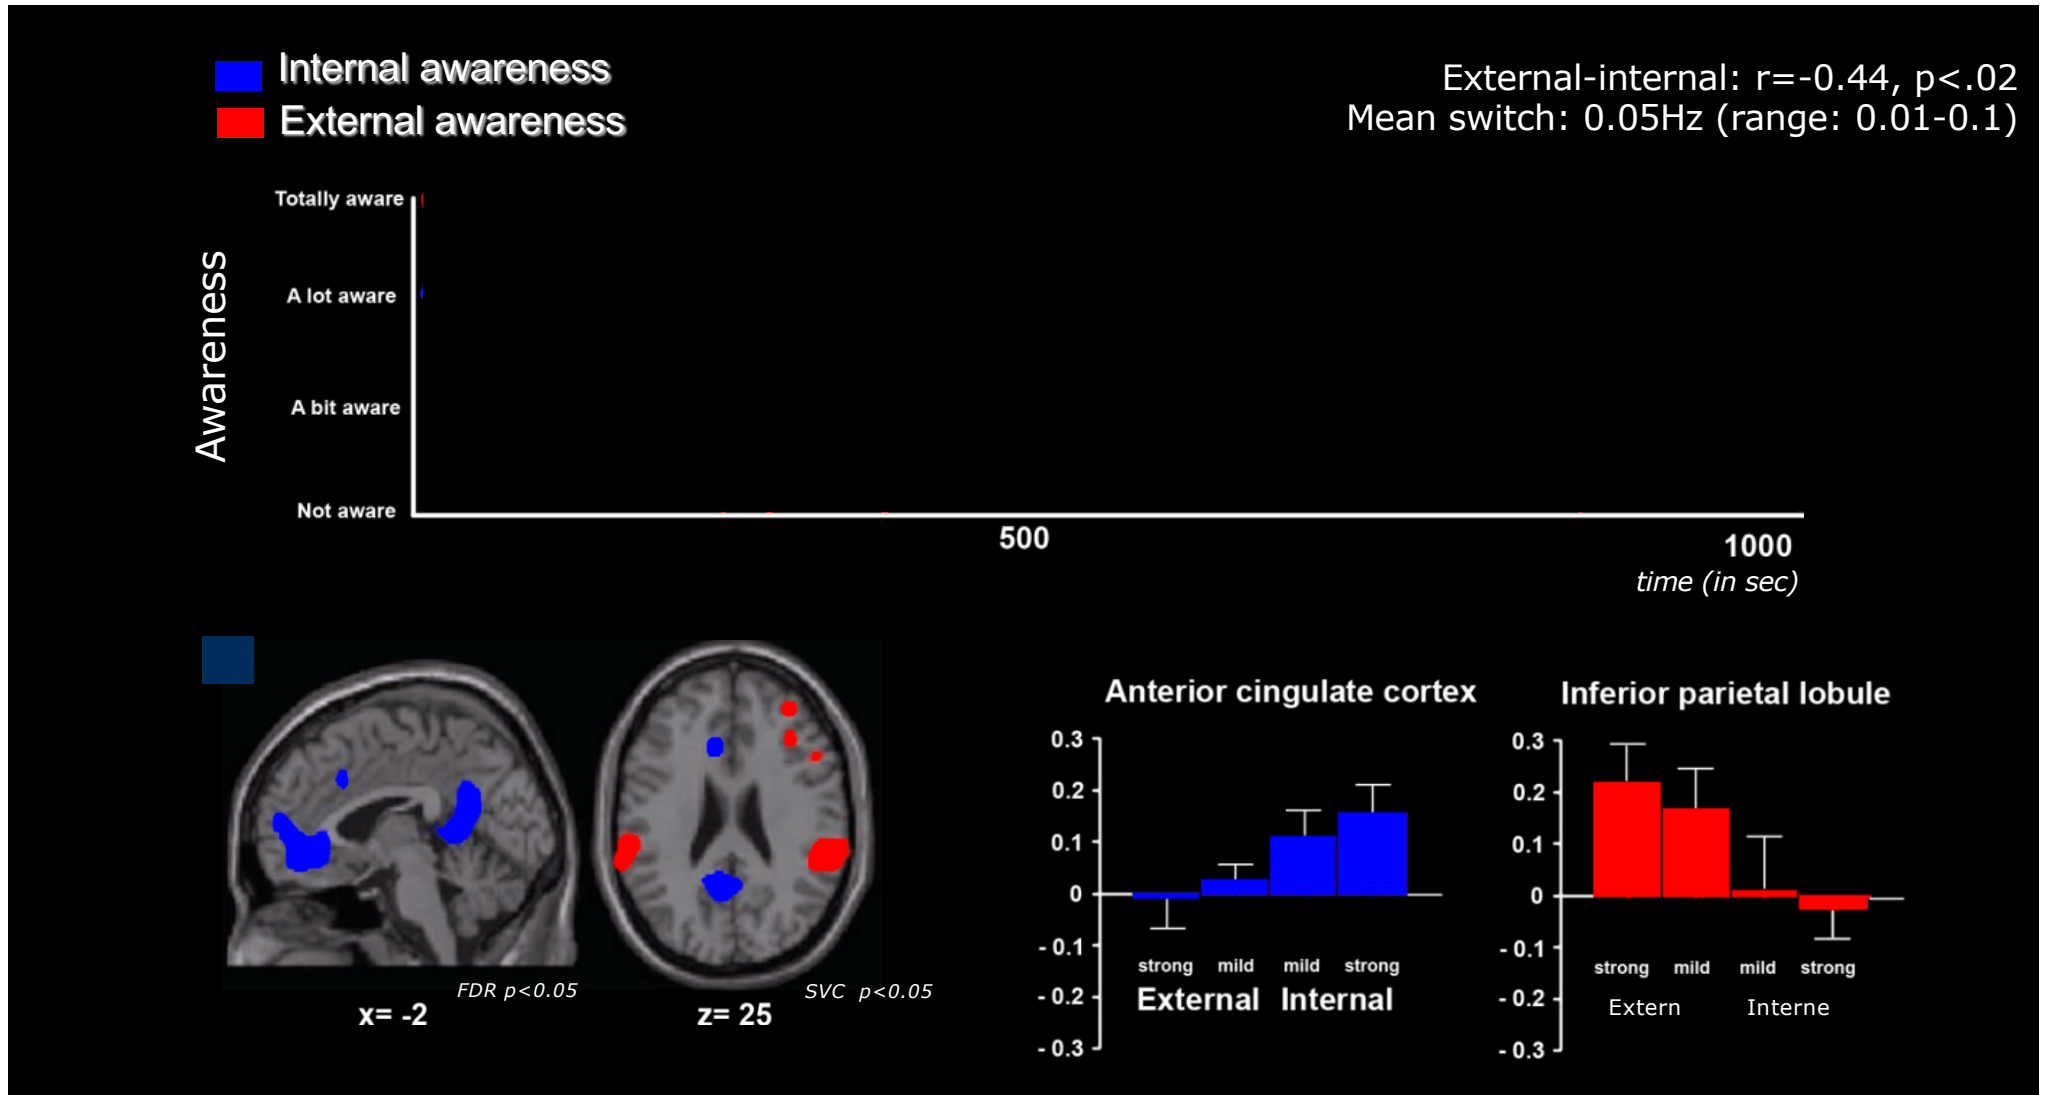 Internal awareness
External awareness
External-internal: r=-0.44, p<.02
Mean switch: 0.05Hz (range: 0.01-0.1)
Awareness
Totally aware
A lot aware
A bit aware
Not aware
500
1000
time (in sec)
FDR p<0.05
x= -2
SVC p<0.05
z= 25
Anterior cingulate cortex
0.3
0.2
0.1
0
- 0.1
- 0.2
- 0.3
strong mild mild strong
External Internal
Inferior parietal lobule
0.3
0.2
0.1
0
- 0.1
- 0.2
- 0.3
strong mild mild strong
Extern Interne